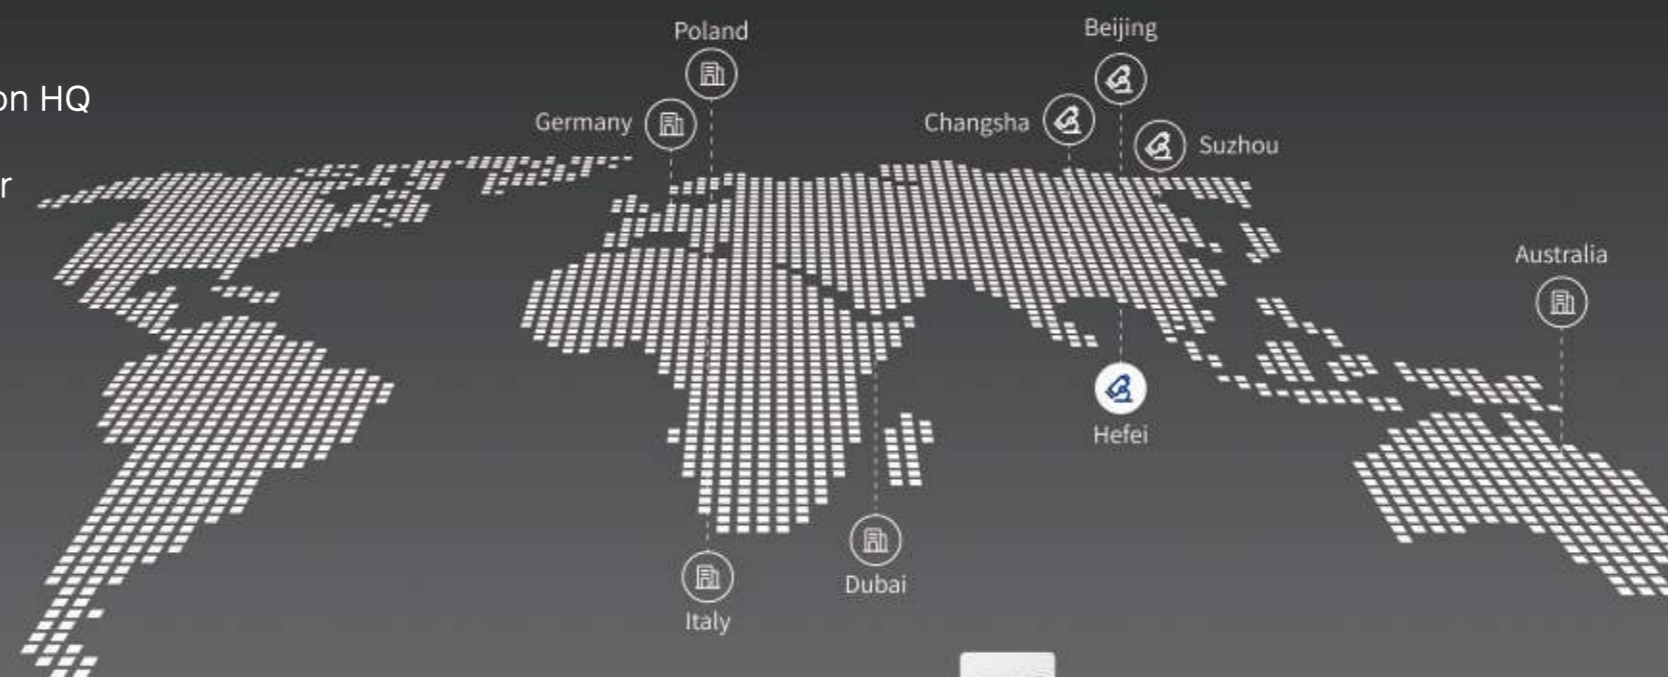 Poland
Beijing
on HQ
Germany
Changsha
Suzhou
r
Australia
Hefei
Dubai
Italy